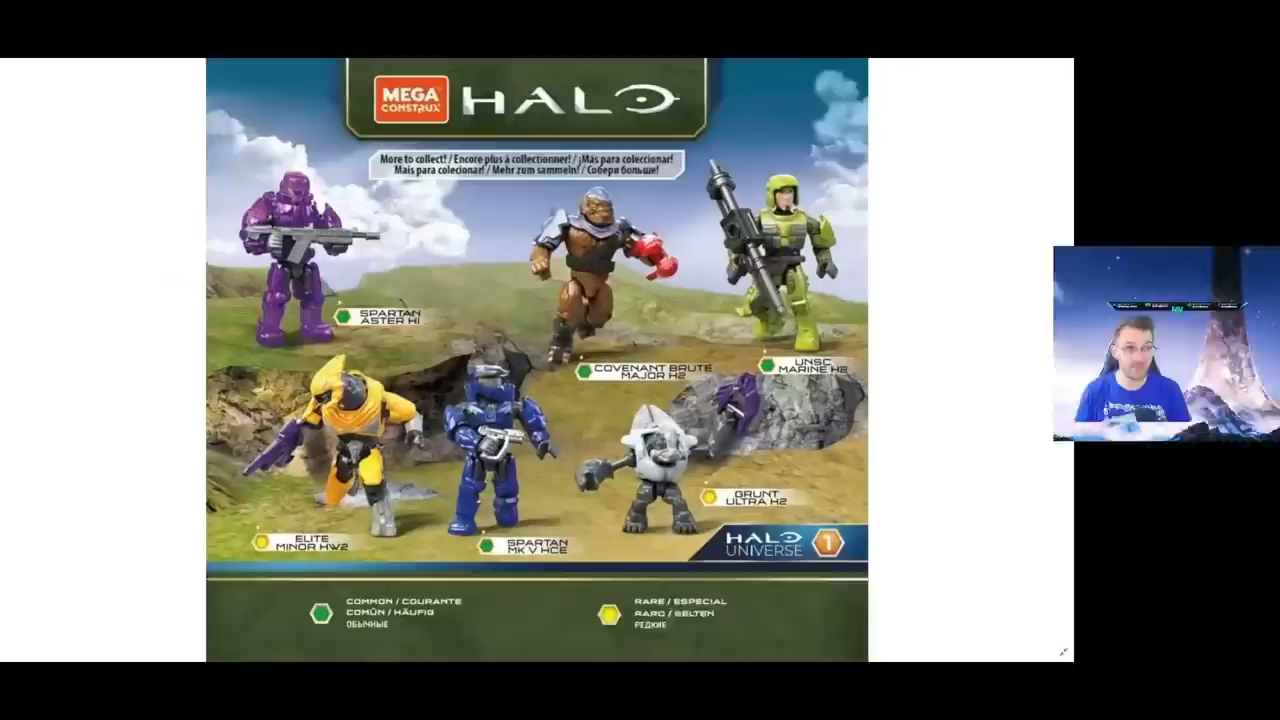 MEGA
CONSTRUX
HALO
More to collect! / Encore plus à collectionner! / ¡Más para coleccionar!
Mais para colecionar! / Mehr zum sammeln! / Собери больше!
SPARTAN
ASTER HI
COVENANT BRUTE
MAJOR H2
UNSC
MARINE H2
ELITE
MINOR HW2
SPARTAN
MK V HCE
GRUNT
ULTRA H2
HALO
UNIVERSE
1
COMMON / COURANTE
COMÚN / HÄUFIG
ОБЫЧНЫЕ
RARE / ESPECIAL
RARO / SELTEN
РЕДКИЕ